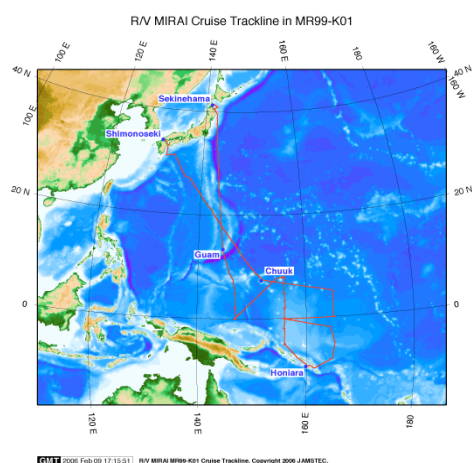 R/V MIRAI Cruise Trackline in MR99-K01
100 E
120 E
140 E
160 E
180
160 W
40 N
40 N
100 E
160 W
Sekinehama
Shimonoseki
20 N
20 N
Guam
Chuuk
0
0
Honiara
120 E
140 E
160 E
180
GMT 2006 Feb 09 17:15:51 R/V MIRAI MR99-K01 Cruise Trackline. Copyright 2006 JAMSTEC.